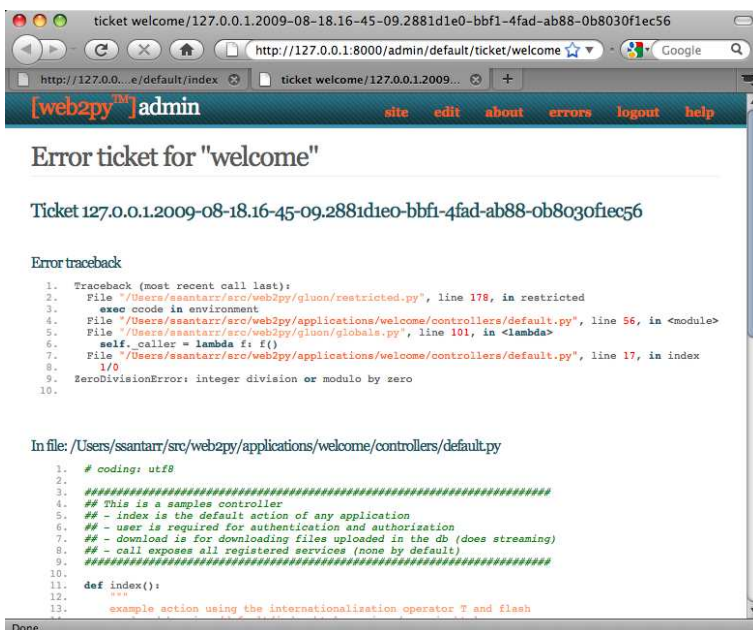 ticket welcome/127.0.0.1.2009-08-18.16-45-09.2881d1e0-bbf1-4fad-ab88-0b8030f1ec56
http://127.0.0.1:8000/admin/default/ticket/welcome
Google
http://127.0.0....e/default/index
ticket welcome/127.0.0.1.2009...
[web2py™]admin
site edit about errors logout help
Error ticket for "welcome"
Ticket 127.0.0.1.2009-08-18.16-45-09.2881d1e0-bbf1-4fad-ab88-0b8030f1ec56
Error traceback
1. Traceback (most recent call last):
2. File "/Users/ssantarr/src/web2py/gluon/restricted.py", line 178, in restricted
3. exec ccode in environment
4. File "/Users/ssantarr/src/web2py/applications/welcome/controllers/default.py", line 56, in <module>
5. File "/Users/ssantarr/src/web2py/gluon/globals.py", line 101, in <lambda>
6. self._caller = lambda f: f()
7. File "/Users/ssantarr/src/web2py/applications/welcome/controllers/default.py", line 17, in index
8. 1/0
9. ZeroDivisionError: integer division or modulo by zero
10.
In file: /Users/ssantarr/src/web2py/applications/welcome/controllers/default.py
1. # coding: utf8
2.
3. #########################################################################
4. ## This is a samples controller
5. ## - index is the default action of any application
6. ## - user is required for authentication and authorization
7. ## - download is for downloading files uploaded in the db (does streaming)
8. ## - call exposes all registered services (none by default)
9. #########################################################################
10.
11. def index():
12. """
13. example action using the internationalization operator T and flash
Done